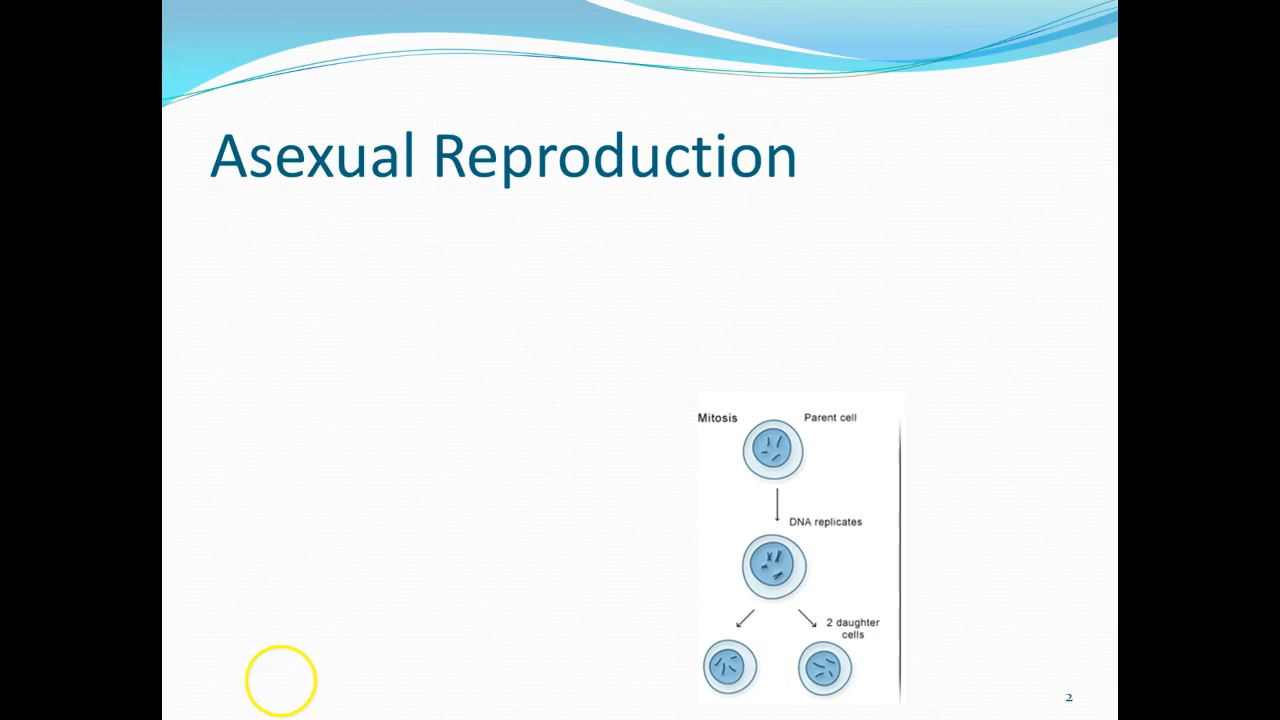 Asexual Reproduction
Mitosis
Parent cell
DNA replicates
2 daughter
cells
2